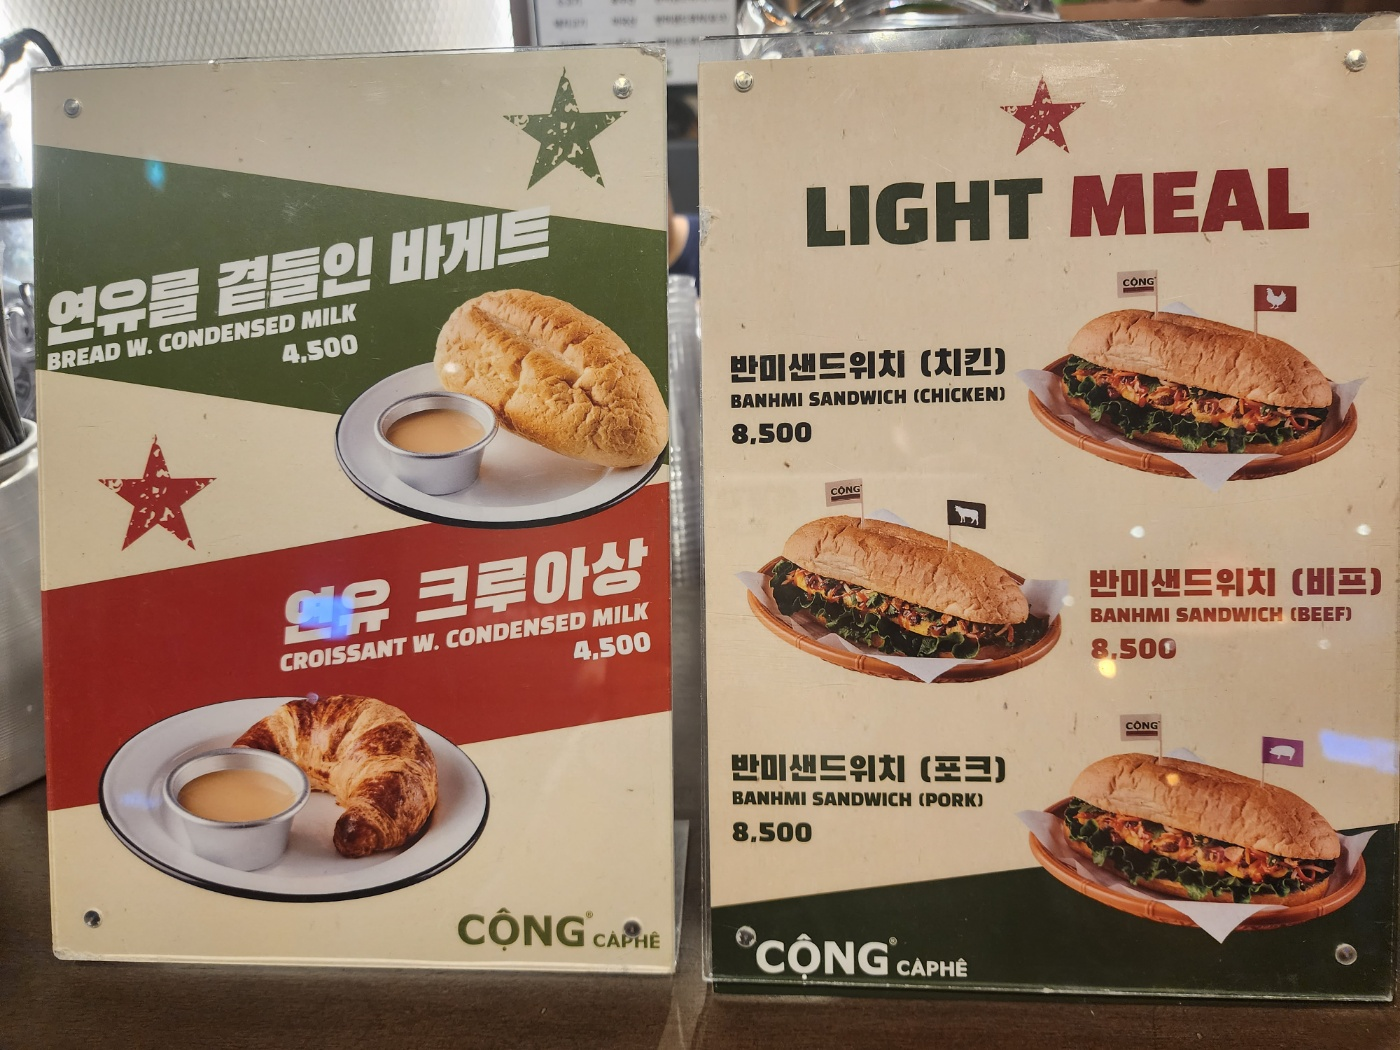 연유를 곁들인 바게트
BREAD W. CONDENSED MILK
4,500
연유 크루아상
CROISSANT W. CONDENSED MILK
4,500
CỘNG® CÀPHÊ
LIGHT MEAL
CỘNG
반미샌드위치 (치킨)
BANHMI SANDWICH (CHICKEN)
8,500
CỘNG
반미샌드위치 (비프)
BANHMI SANDWICH (BEEF)
8,500
CỘNG
반미샌드위치 (포크)
BANHMI SANDWICH (PORK)
8,500
CỘNG® CÀPHÊ